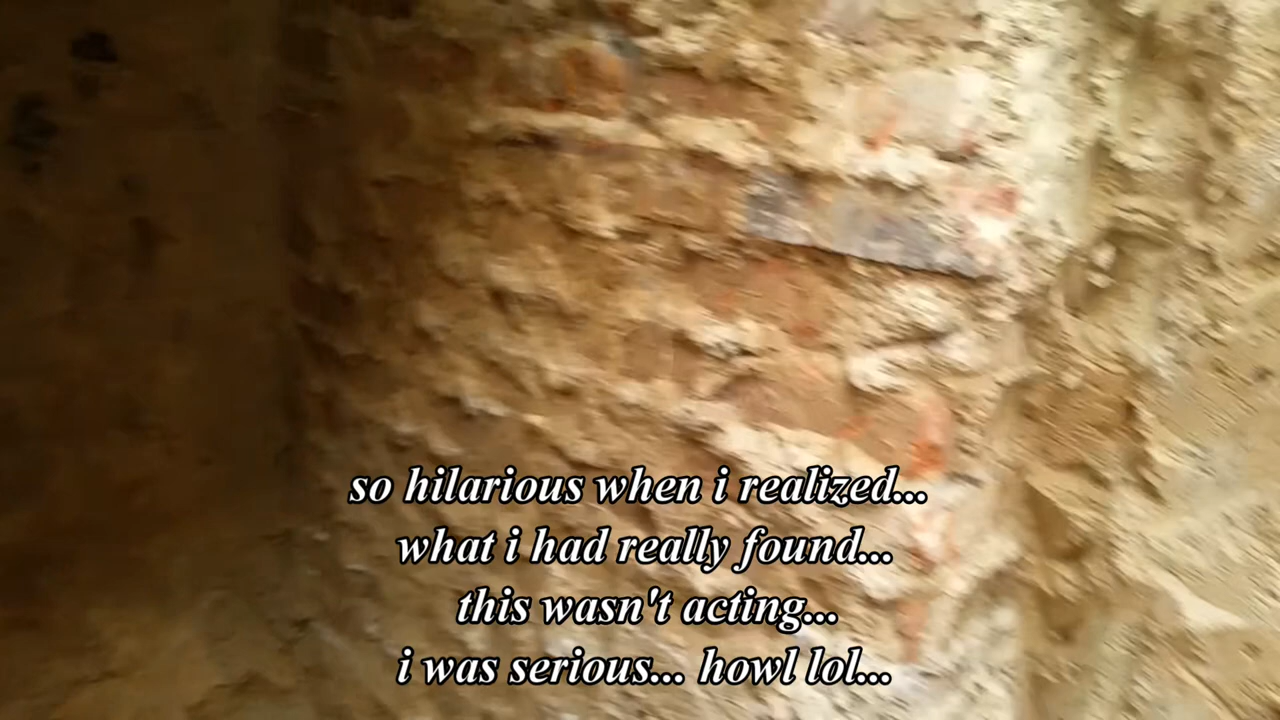 so hilarious when i realized...
what i had really found...
this wasn't acting...
i was serious... howl lol...